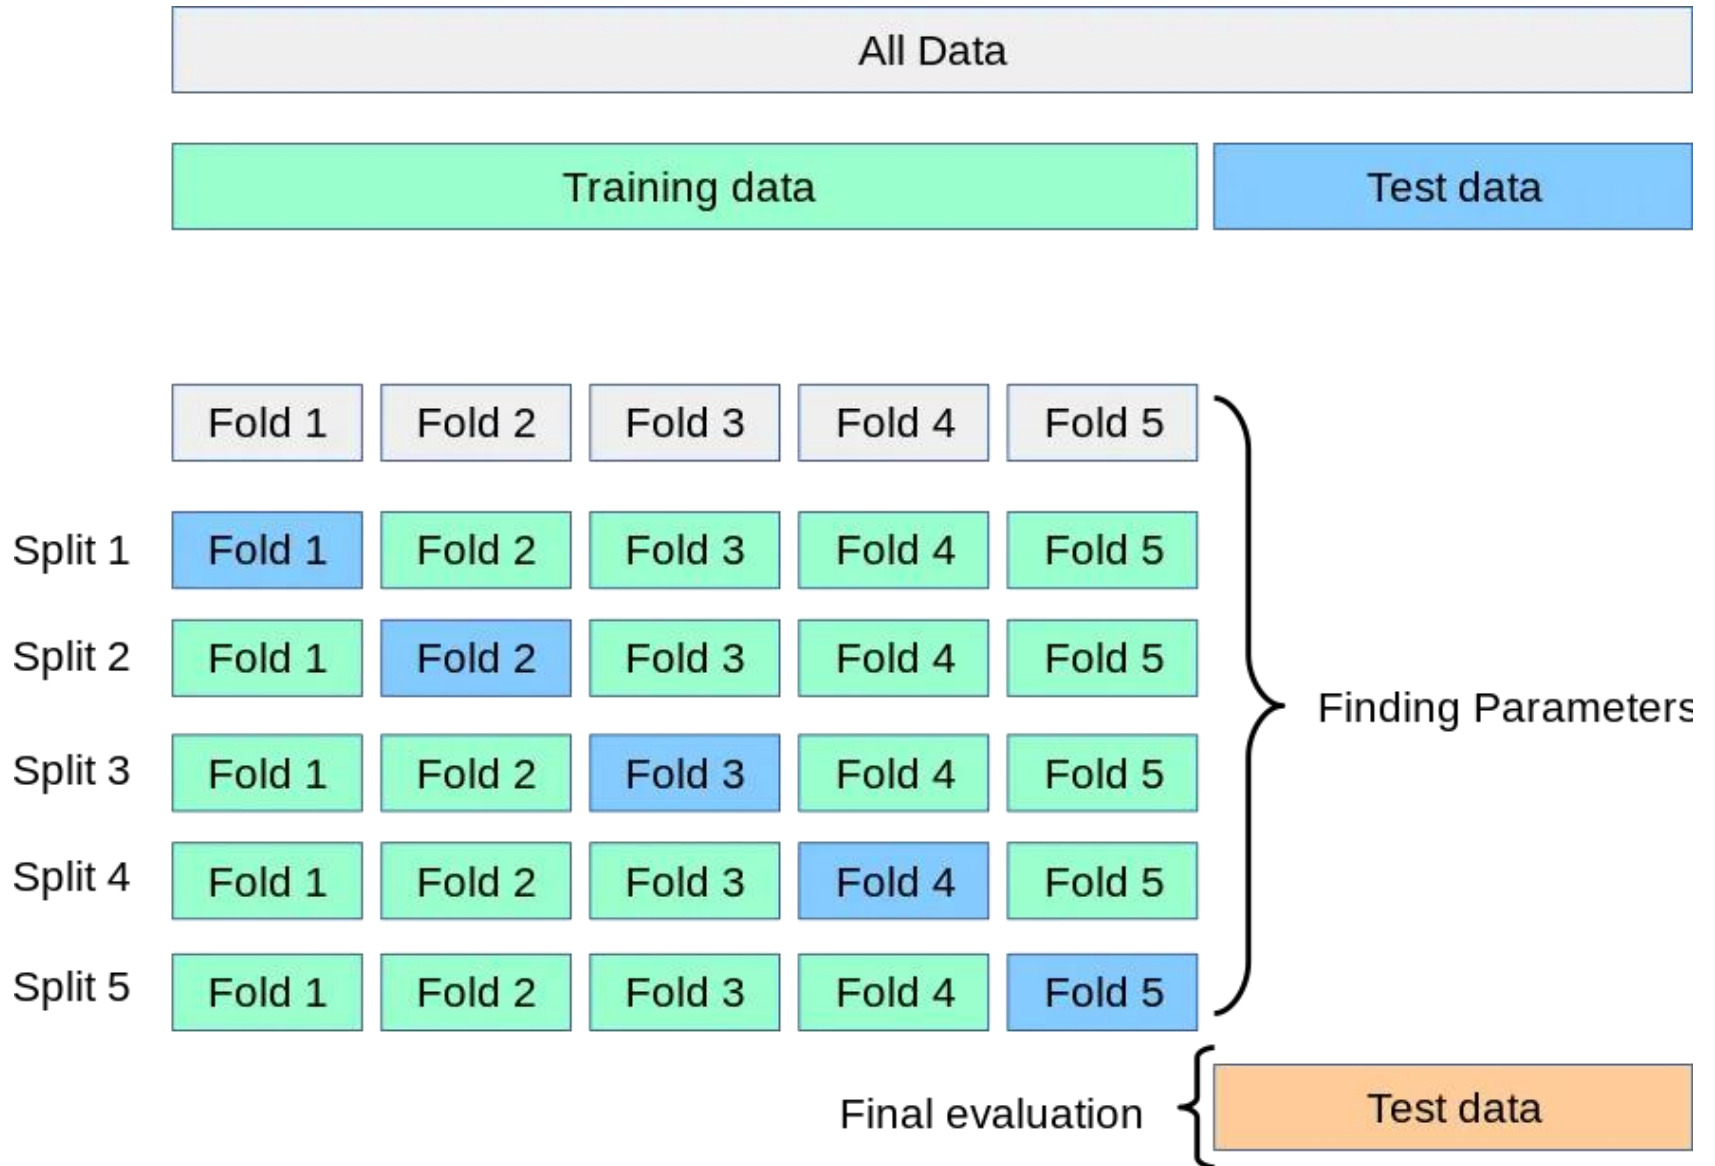 All Data
Training data Test data
Fold 1 Fold 2 Fold 3 Fold 4 Fold 5
Split 1 Fold 1 Fold 2 Fold 3 Fold 4 Fold 5
Split 2 Fold 1 Fold 2 Fold 3 Fold 4 Fold 5
Finding Parameters
Split 3 Fold 1 Fold 2 Fold 3 Fold 4 Fold 5
Split 4 Fold 1 Fold 2 Fold 3 Fold 4 Fold 5
Split 5 Fold 1 Fold 2 Fold 3 Fold 4 Fold 5
Final evaluation Test data